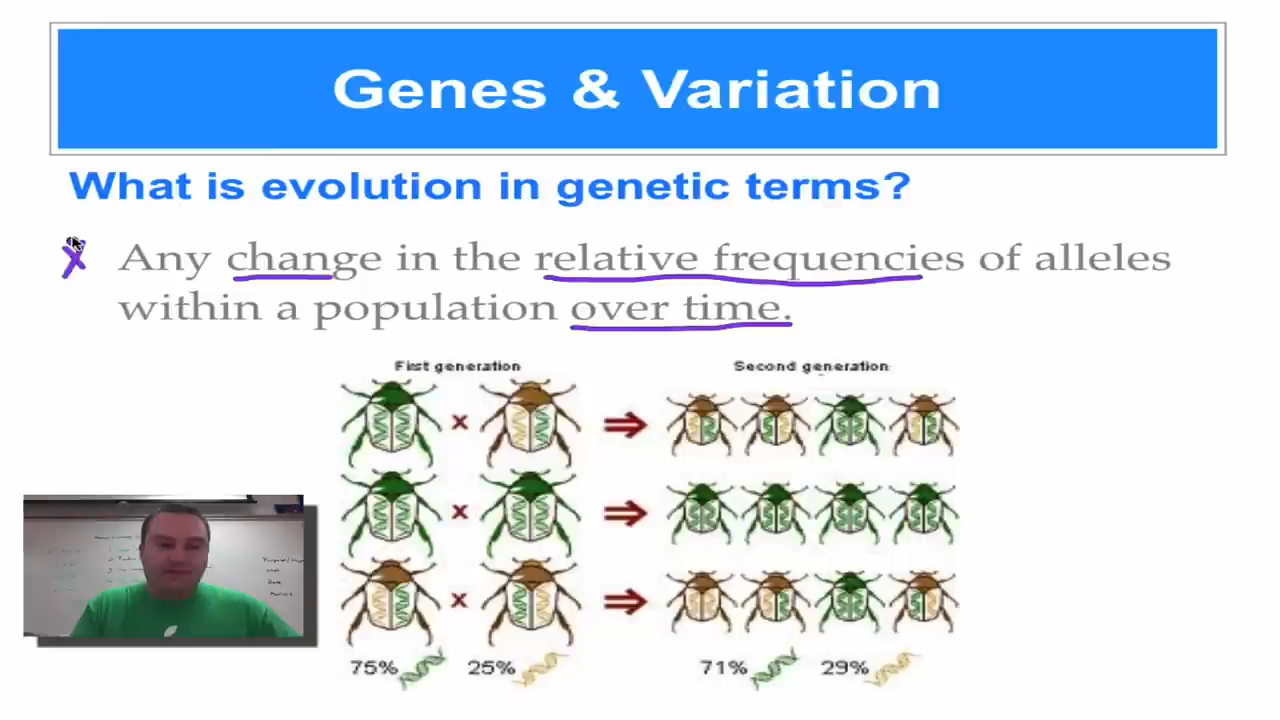 Genes & Variation
What is evolution in genetic terms?
Any change in the relative frequencies of alleles
within a population over time.
First generation
Second generation
x
x
x
75%
25%
71%
29%